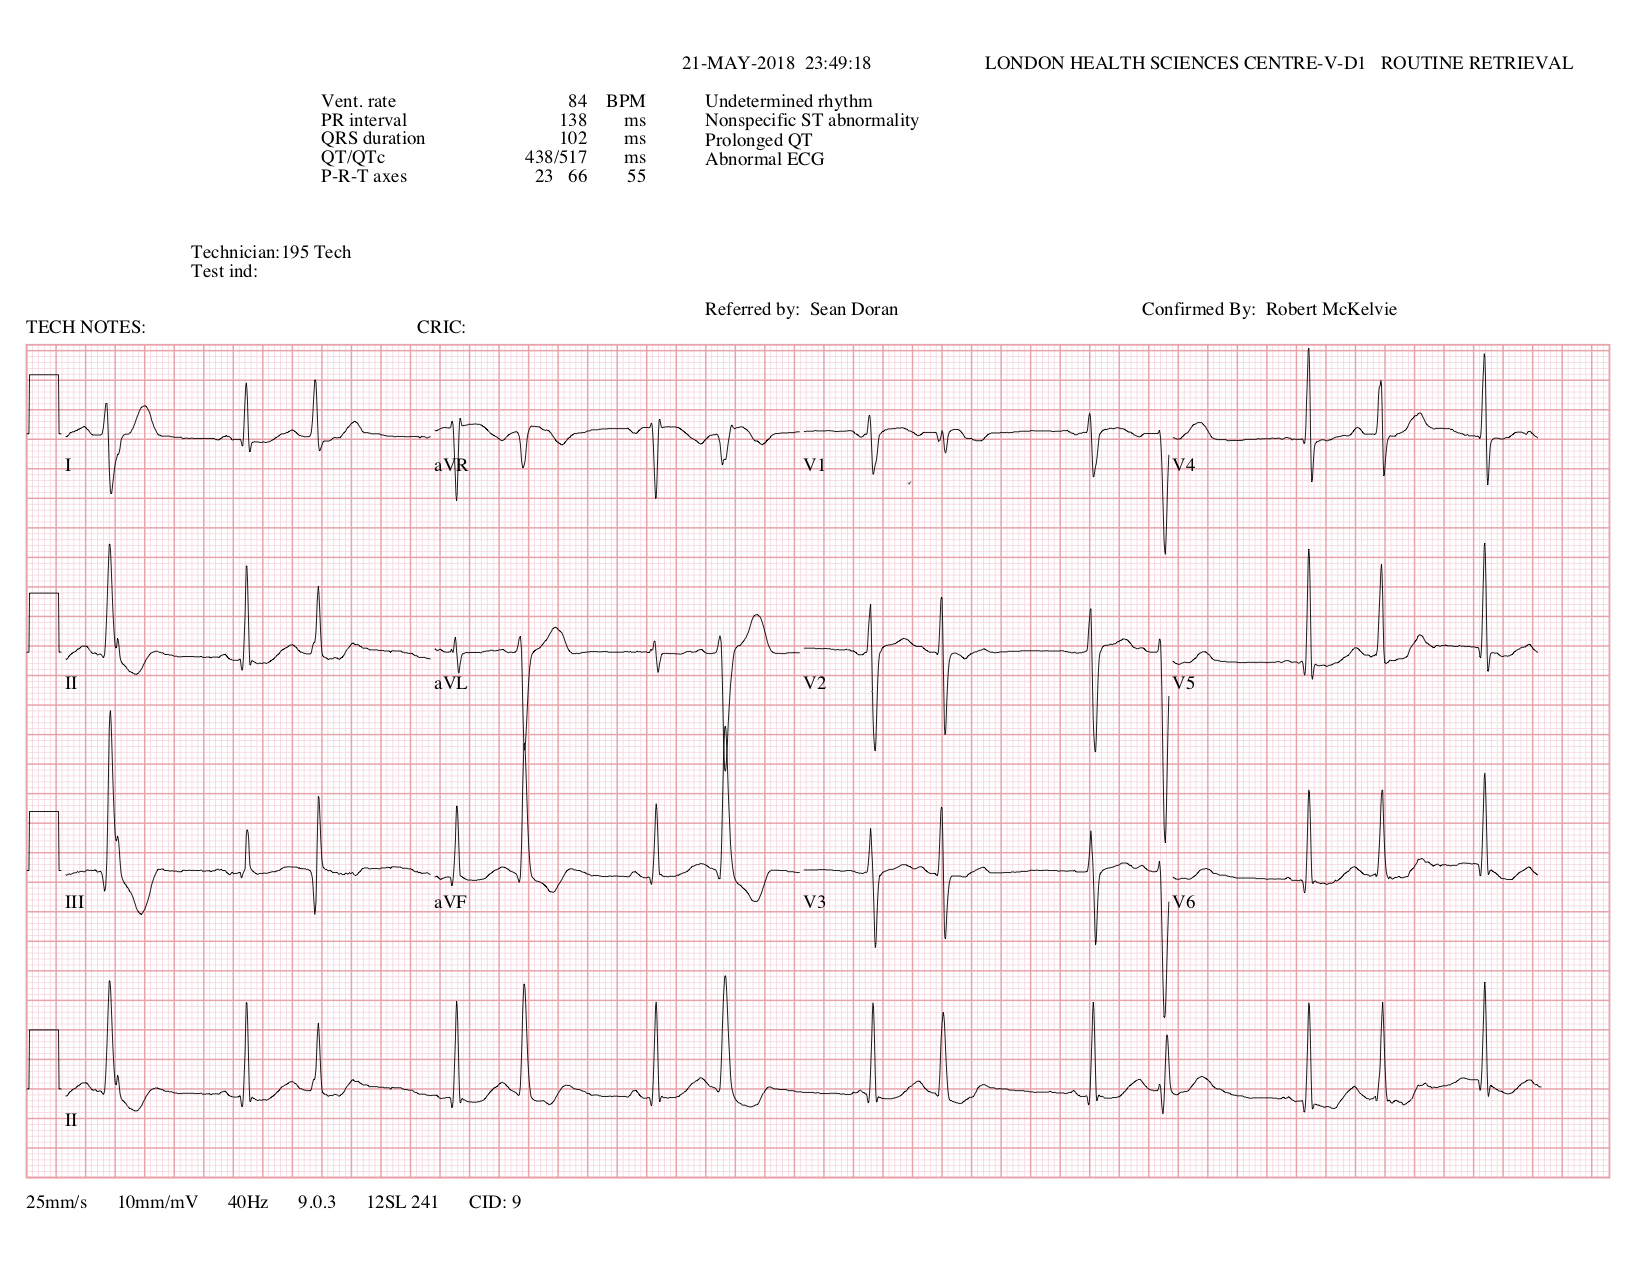 21-MAY-2018 23:49:18 LONDON HEALTH SCIENCES CENTRE-V-D1 ROUTINE RETRIEVAL
Vent. rate 84 BPM Undetermined rhythm
PR interval 138 ms Nonspecific ST abnormality
QRS duration 102 ms Prolonged QT
QT/QTc 438/517 ms Abnormal ECG
P-R-T axes 23 66 55
Technician:195 Tech
Test ind:
Referred by: Sean Doran Confirmed By: Robert McKelvie
TECH NOTES: CRIC:
I aVR V1 V4
II aVL V2 V5
III aVF V3 V6
II
25mm/s 10mm/mV 40Hz 9.0.3 12SL 241 CID: 9